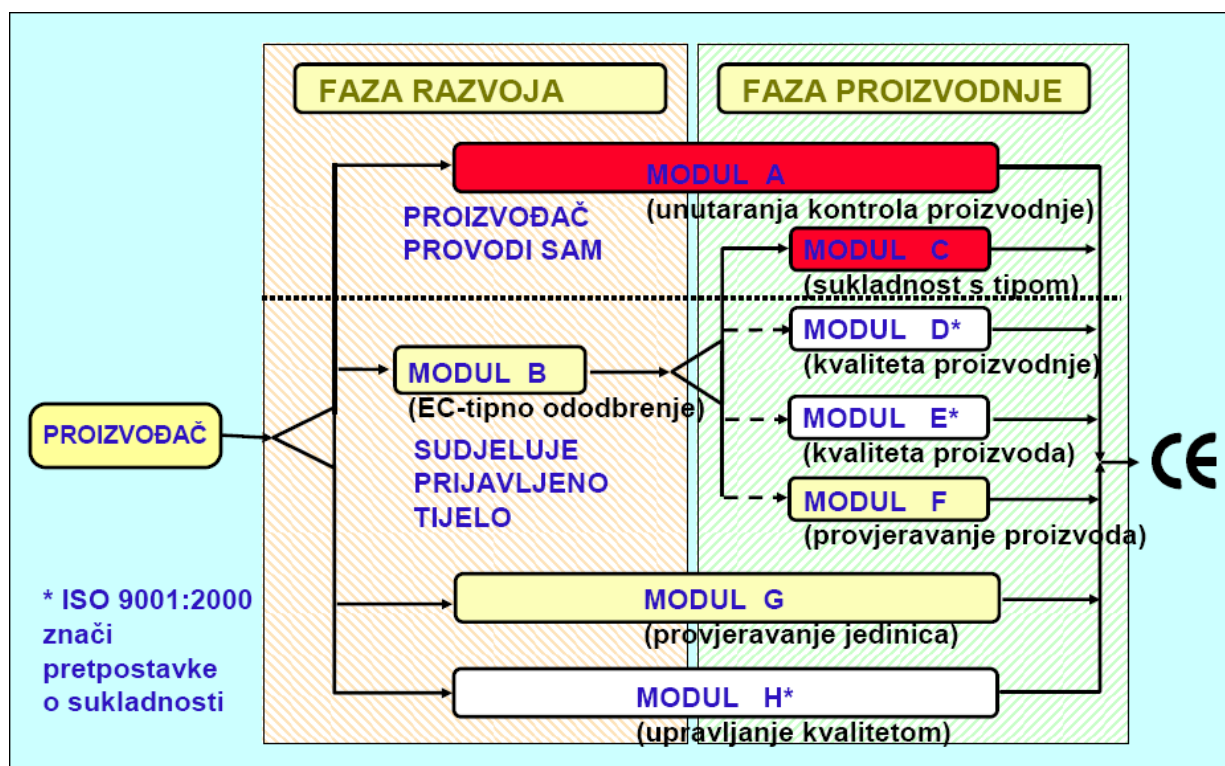 FAZA RAZVOJA
FAZA PROIZVODNJE
MODUL A
(unutaranja kontrola proizvodnje)
PROIZVOĐAČ
PROVODI SAM
MODUL C
(sukladnost s tipom)
MODUL D*
(kvaliteta proizvodnje)
MODUL B
(EC-tipno ododbrenje)
PROIZVOĐAČ
MODUL E*
(kvaliteta proizvoda)
SUDJELUJE
PRIJAVLJENO
TIJELO
CE
MODUL F
(provjeravanje proizvoda)
* ISO 9001:2000
znači
pretpostavke
o sukladnosti
MODUL G
(provjeravanje jedinica)
MODUL H*
(upravljanje kvalitetom)